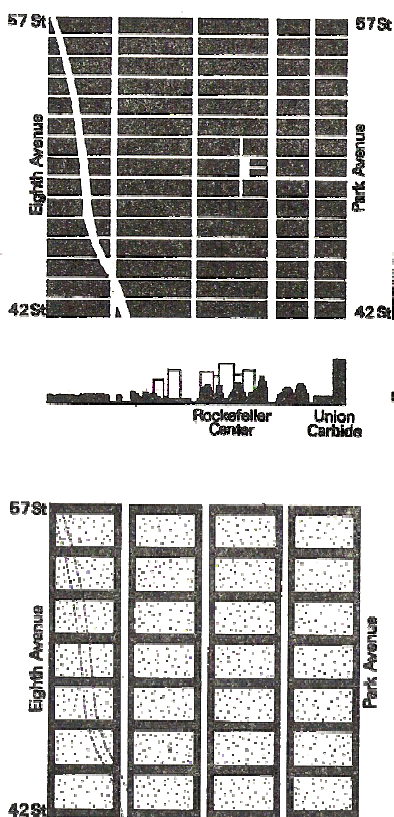 57 St
57 St
Eighth Avenue
Park Avenue
42 St
42 St
Rockefeller
Center
Union
Carbide
57 St
Eighth Avenue
Park Avenue
42 St